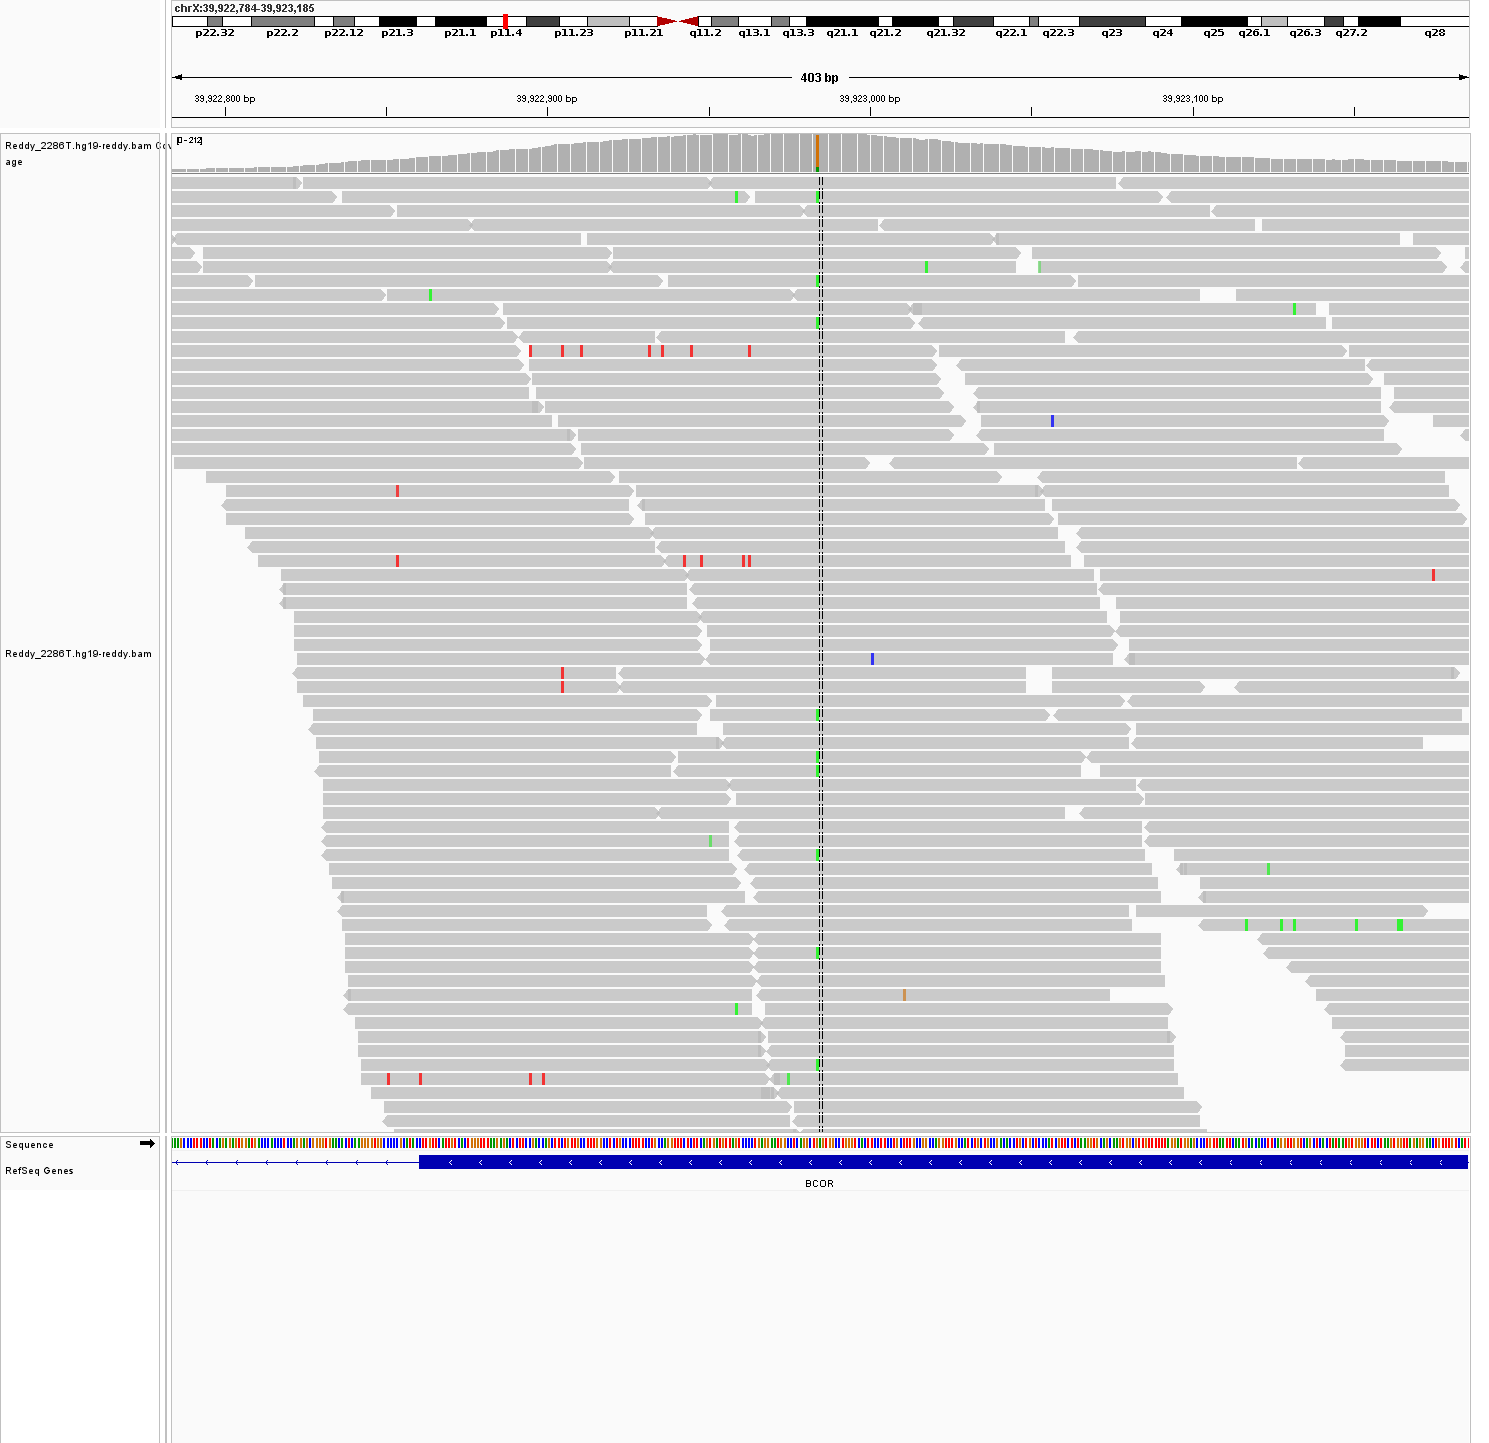 chrX:39,922,784-39,923,185
p22.32 p22.2 p22.12 p21.3 p21.1 p11.4 p11.23 p11.21 q11.2 q13.1 q13.3 q21.1 q21.2 q21.32 q22.1 q22.3 q23 q24 q25 q26.1 q26.3 q27.2 q28
403 bp
39,922,800 bp 39,922,900 bp 39,923,000 bp 39,923,100 bp
Reddy_2286T.hg19-reddy.bam Cov
age
[0-212]
Reddy_2286T.hg19-reddy.bam
Sequence
RefSeq Genes
BCOR